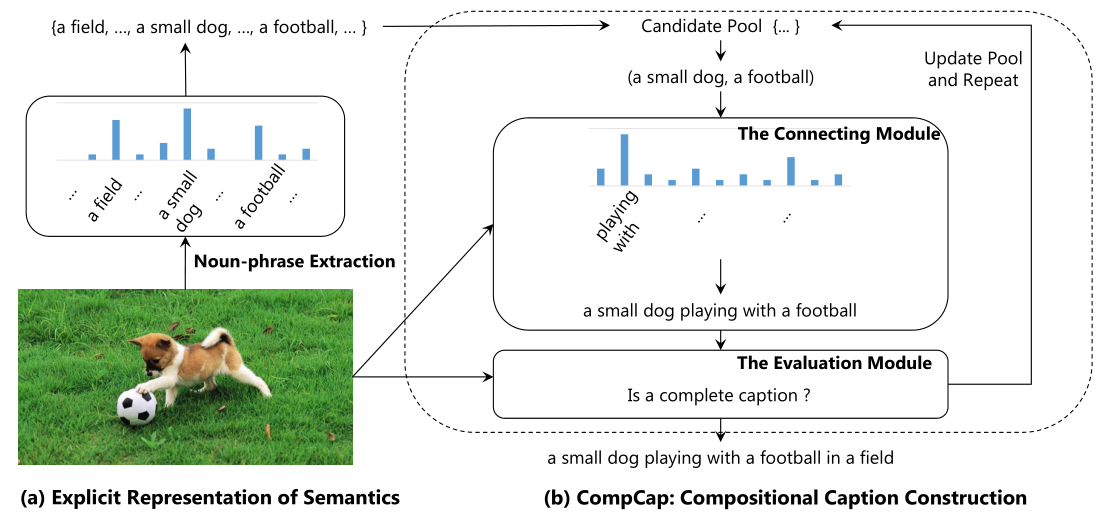 {a field, ..., a small dog, ..., a football, ... }
...
a field
...
a small
dog
...
a football
...
Noun-phrase Extraction
(a) Explicit Representation of Semantics
Candidate Pool {... }
(a small dog, a football)
Update Pool
and Repeat
The Connecting Module
playing
with
...
...
a small dog playing with a football
The Evaluation Module
Is a complete caption ?
a small dog playing with a football in a field
(b) CompCap: Compositional Caption Construction